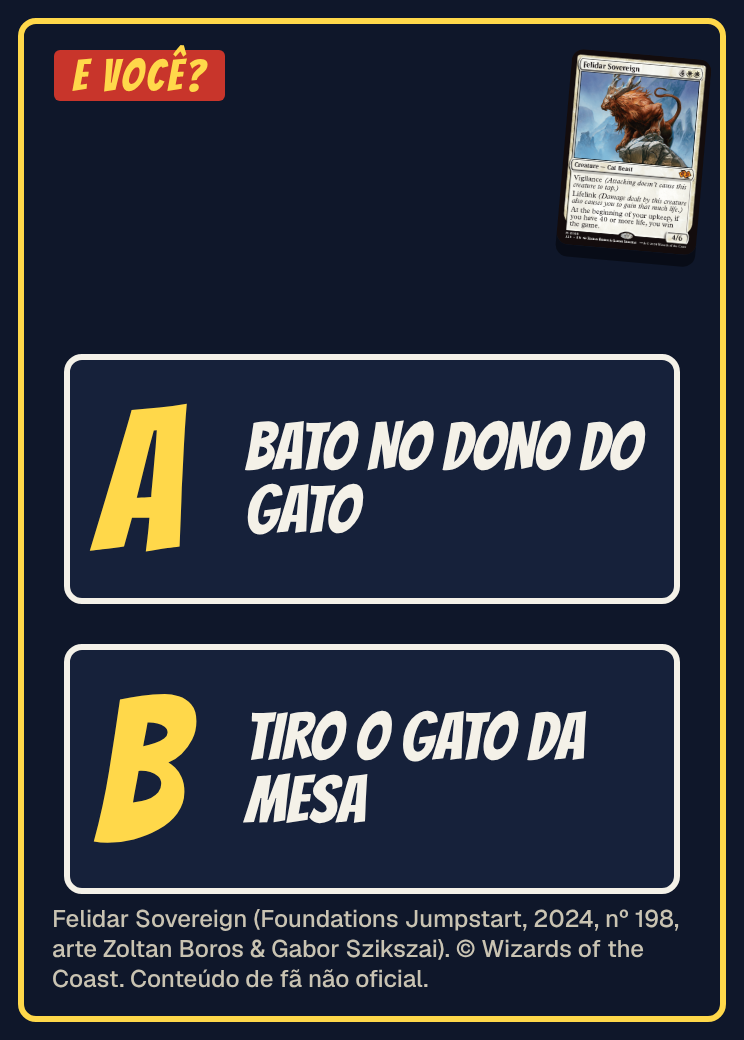 E VOCÊ?
Felidar Sovereign
4
Creature — Cat Beast
Vigilance (Attacking doesn't cause this
creature to tap.)
Lifelink (Damage dealt by this creature
also causes you to gain that much life.)
At the beginning of your upkeep, if
you have 40 or more life, you win
the game.
4/6
A
BATO NO DONO DO
GATO
B
TIRO O GATO DA
MESA
Felidar Sovereign (Foundations Jumpstart, 2024, nº 198,
arte Zoltan Boros & Gabor Szikszai). © Wizards of the
Coast. Conteúdo de fã não oficial.